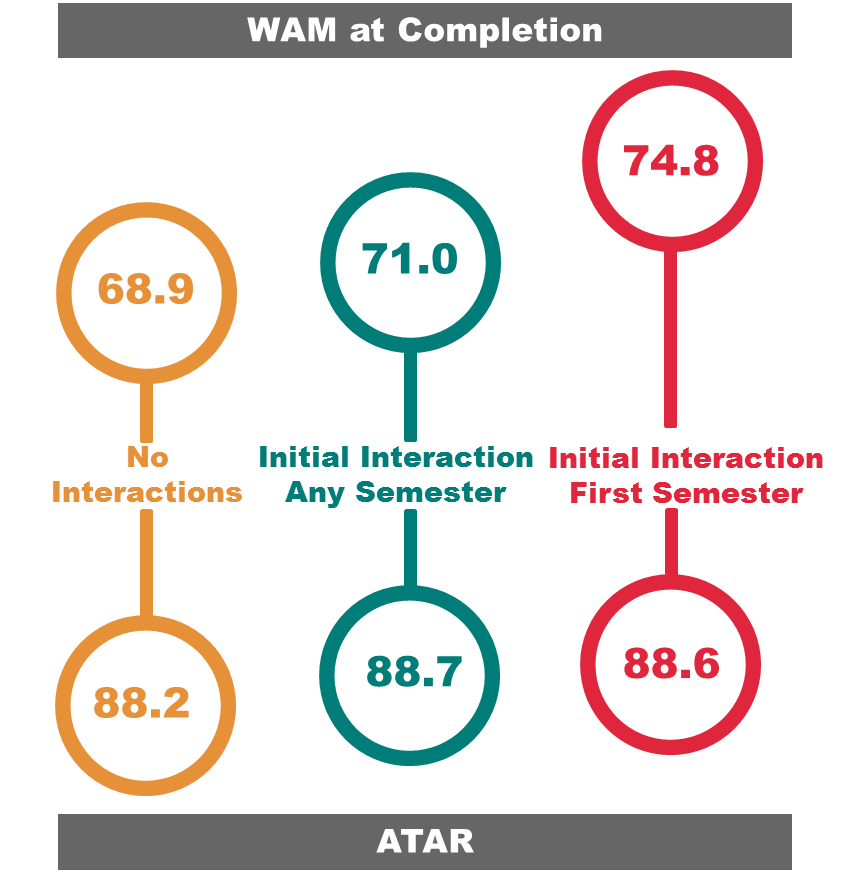 WAM at Completion
74.8
71.0
68.9
No
Interactions
Initial Interaction
Any Semester
Initial Interaction
First Semester
88.2
88.7
88.6
ATAR